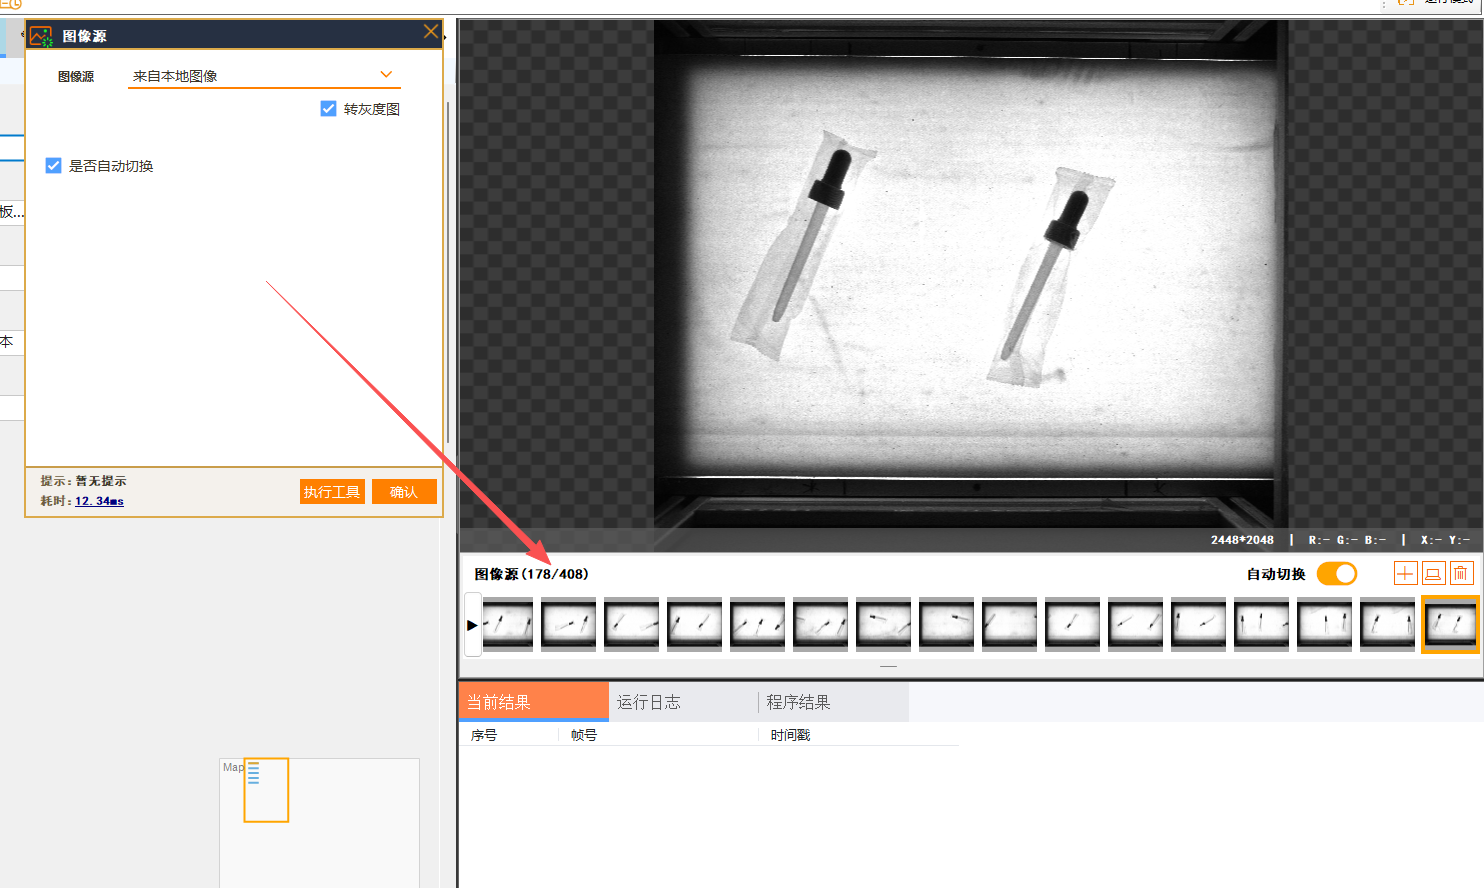 图像源
图像源 来自本地图像
转灰度图
是否自动切换
板...
本
提示:暂无提示
耗时:12.34ms
执行工具 确认
2448*2048 | R:- G:- B:- | X:- Y:-
图像源(178/408)
自动切换
当前结果 运行日志 程序结果
序号 帧号 时间戳
Map